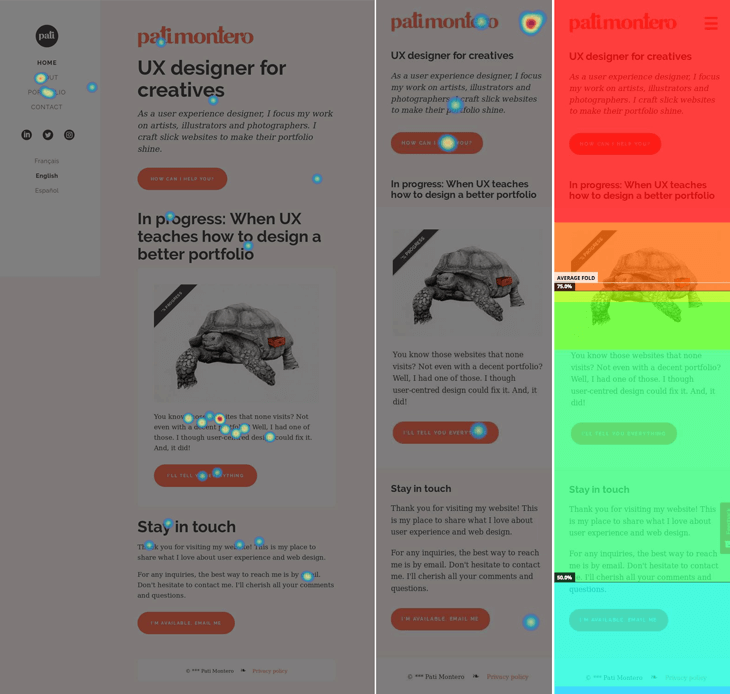 pati
HOME
CONTACT
Français
English
Español
patimontero
UX designer for
creatives
As a user experience designer, I focus my work
on artists, illustrators and photographers. I
craft slick websites to make their portfolio
shine.
HOW CAN I HELP YOU?
In progress: When UX
teaches how to design a
better portfolio
You know those websites that none visits? Not
even with a decent portfolio. Well, I had one of
those. I though user-centred design could fix it.
And, it did!
I'LL TELL YOU EVERYTHING
Stay in touch
Thank you for visiting my website! This is my place to
share what I love about user experience and web design.
For any inquiries, the best way to reach me is by email.
Don't hesitate to contact me. I'll cherish all your comments
and questions.
I'M AVAILABLE, EMAIL ME
© *** Pati Montero ❧ Privacy policy
patimontero
UX designer for creatives
As a user experience designer, I focus my
work on artists, illustrators and
photographers. I craft slick websites
to make their portfolio shine.
HOW CAN I HELP YOU?
In progress: When UX teaches
how to design a better portfolio
You know those websites that none
visits? Not even with a decent portfolio.
Well, I had one of those. I though
user-centred design could fix it. And, it
did!
I'LL TELL YOU EVERYTHING
Stay in touch
Thank you for visiting my website! This
is my place to share what I love about
user experience and web design.
For any inquiries, the best way to reach
me is by email. Don't hesitate to contact
me. I'll cherish all your comments and
questions.
I'M AVAILABLE, EMAIL ME
© *** Pati Montero ❧ Privacy policy
patimontero
UX designer for creatives
As a user experience designer, I focus my
work on artists, illustrators and
photographers. I craft slick websites
to make their portfolio shine.
HOW CAN I HELP YOU?
In progress: When UX teaches
how to design a better portfolio
AVERAGE FOLD
75.0%
You know those websites that none
visits? Not even with a decent portfolio.
Well, I had one of those. I though
user-centred design could fix it. And, it
did!
I'LL TELL YOU EVERYTHING
Stay in touch
Thank you for visiting my website! This
is my place to share what I love about
user experience and web design.
For any inquiries, the best way to reach
me is by email. Don't hesitate to contact
me. I'll cherish all your comments and
50.0%
questions.
I'M AVAILABLE, EMAIL ME
© *** Pati Montero ❧ Privacy policy